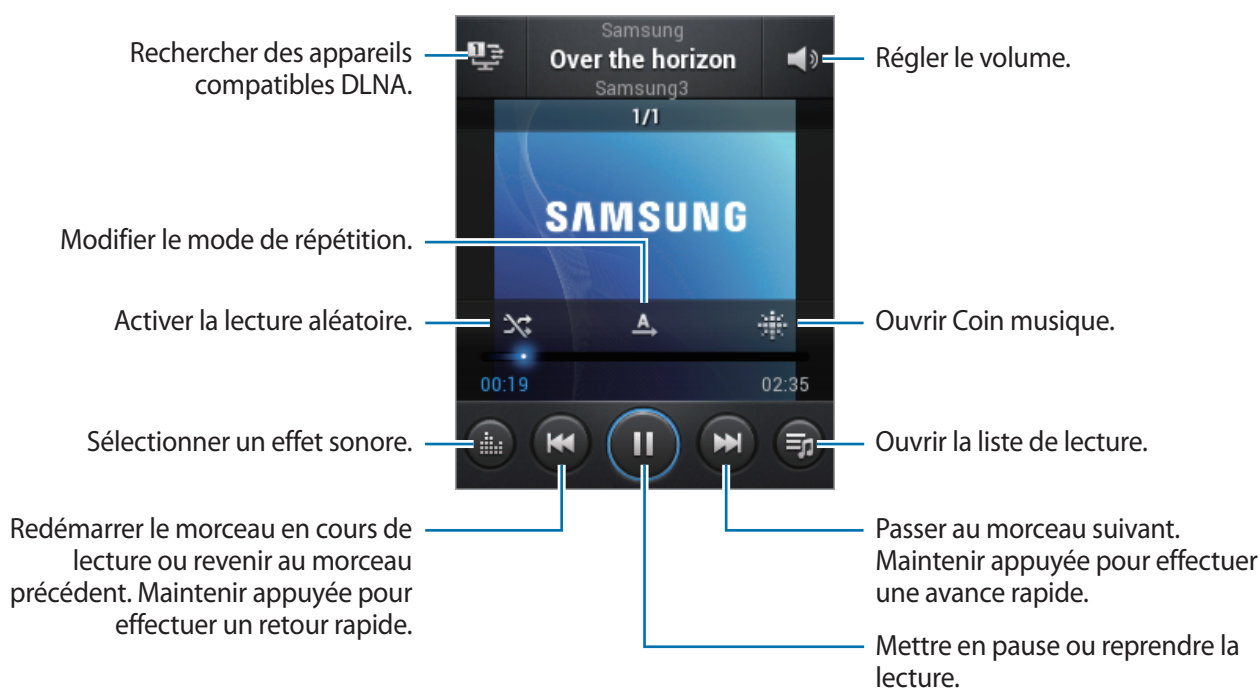 Rechercher des appareils
compatibles DLNA.
1
Samsung
Over the horizon
Samsung3
Régler le volume.
1/1
SAMSUNG
Modifier le mode de répétition.
Activer la lecture aléatoire.
A
Ouvrir Coin musique.
00:19
02:35
Sélectionner un effet sonore.
Ouvrir la liste de lecture.
Redémarrer le morceau en cours de
lecture ou revenir au morceau
précédent. Maintenir appuyée pour
effectuer un retour rapide.
Passer au morceau suivant.
Maintenir appuyée pour effectuer
une avance rapide.
Mettre en pause ou reprendre la
lecture.